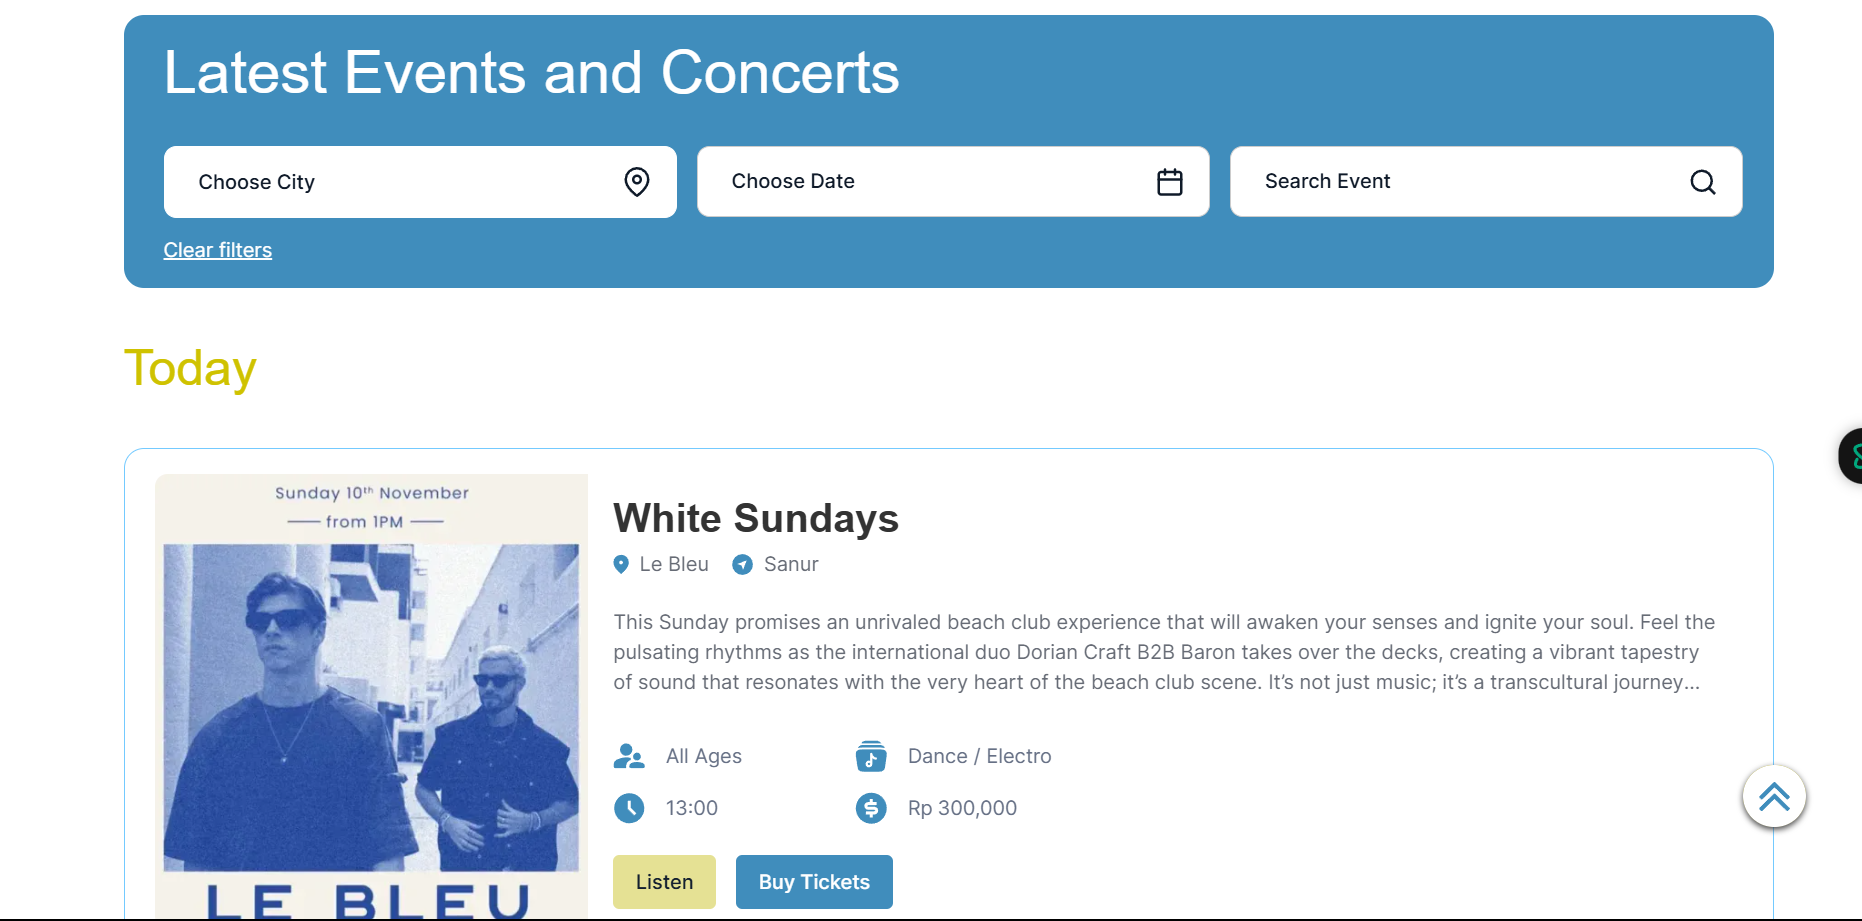 Latest Events and Concerts
Choose City
Choose Date
Search Event
Clear filters
Today
Sunday 10th November
from 1PM
LE BLEU
White Sundays
Le Bleu
Sanur
This Sunday promises an unrivaled beach club experience that will awaken your senses and ignite your soul. Feel the
pulsating rhythms as the international duo Dorian Craft B2B Baron takes over the decks, creating a vibrant tapestry
of sound that resonates with the very heart of the beach club scene. It’s not just music; it’s a transcultural journey...
All Ages
Dance / Electro
13:00
Rp 300,000
Listen
Buy Tickets